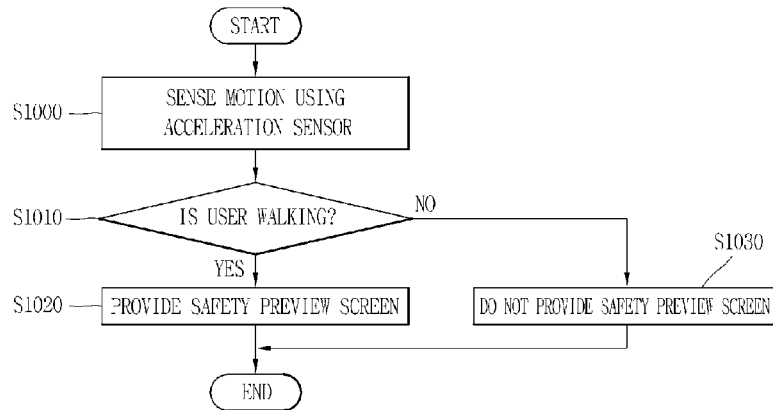 START
S1000
SENSE MOTION USING
ACCELERATION SENSOR
S1010
IS USER WALKING?
NO
YES
S1030
S1020
PROVIDE SAFETY PREVIEW SCREEN
DO NOT PROVIDE SAFETY PREVIEW SCREEN
END